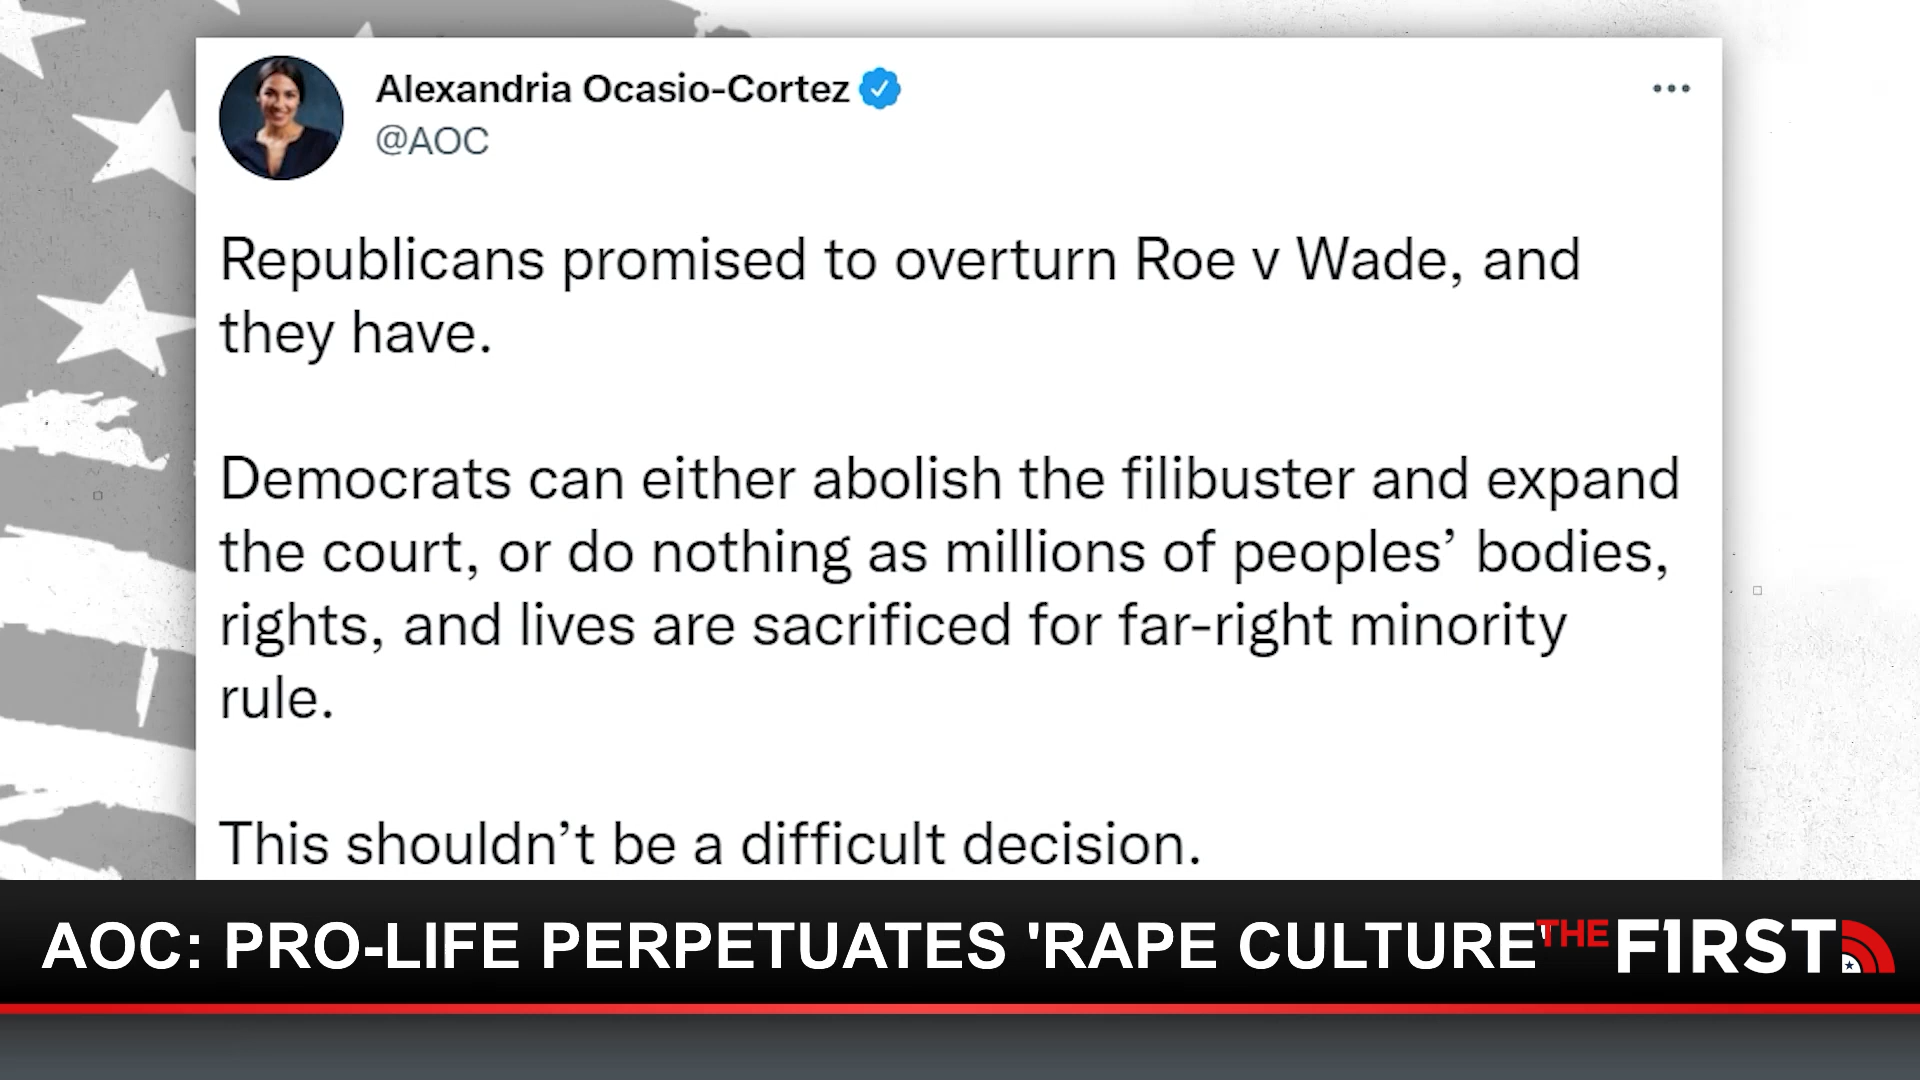 Alexandria Ocasio-Cortez
@AOC
Republicans promised to overturn Roe v Wade, and
they have.
Democrats can either abolish the filibuster and expand
the court, or do nothing as millions of peoples’ bodies,
rights, and lives are sacrificed for far-right minority
rule.
This shouldn’t be a difficult decision.
AOC: PRO-LIFE PERPETUATES 'RAPE CULTURE'
THE FIRST